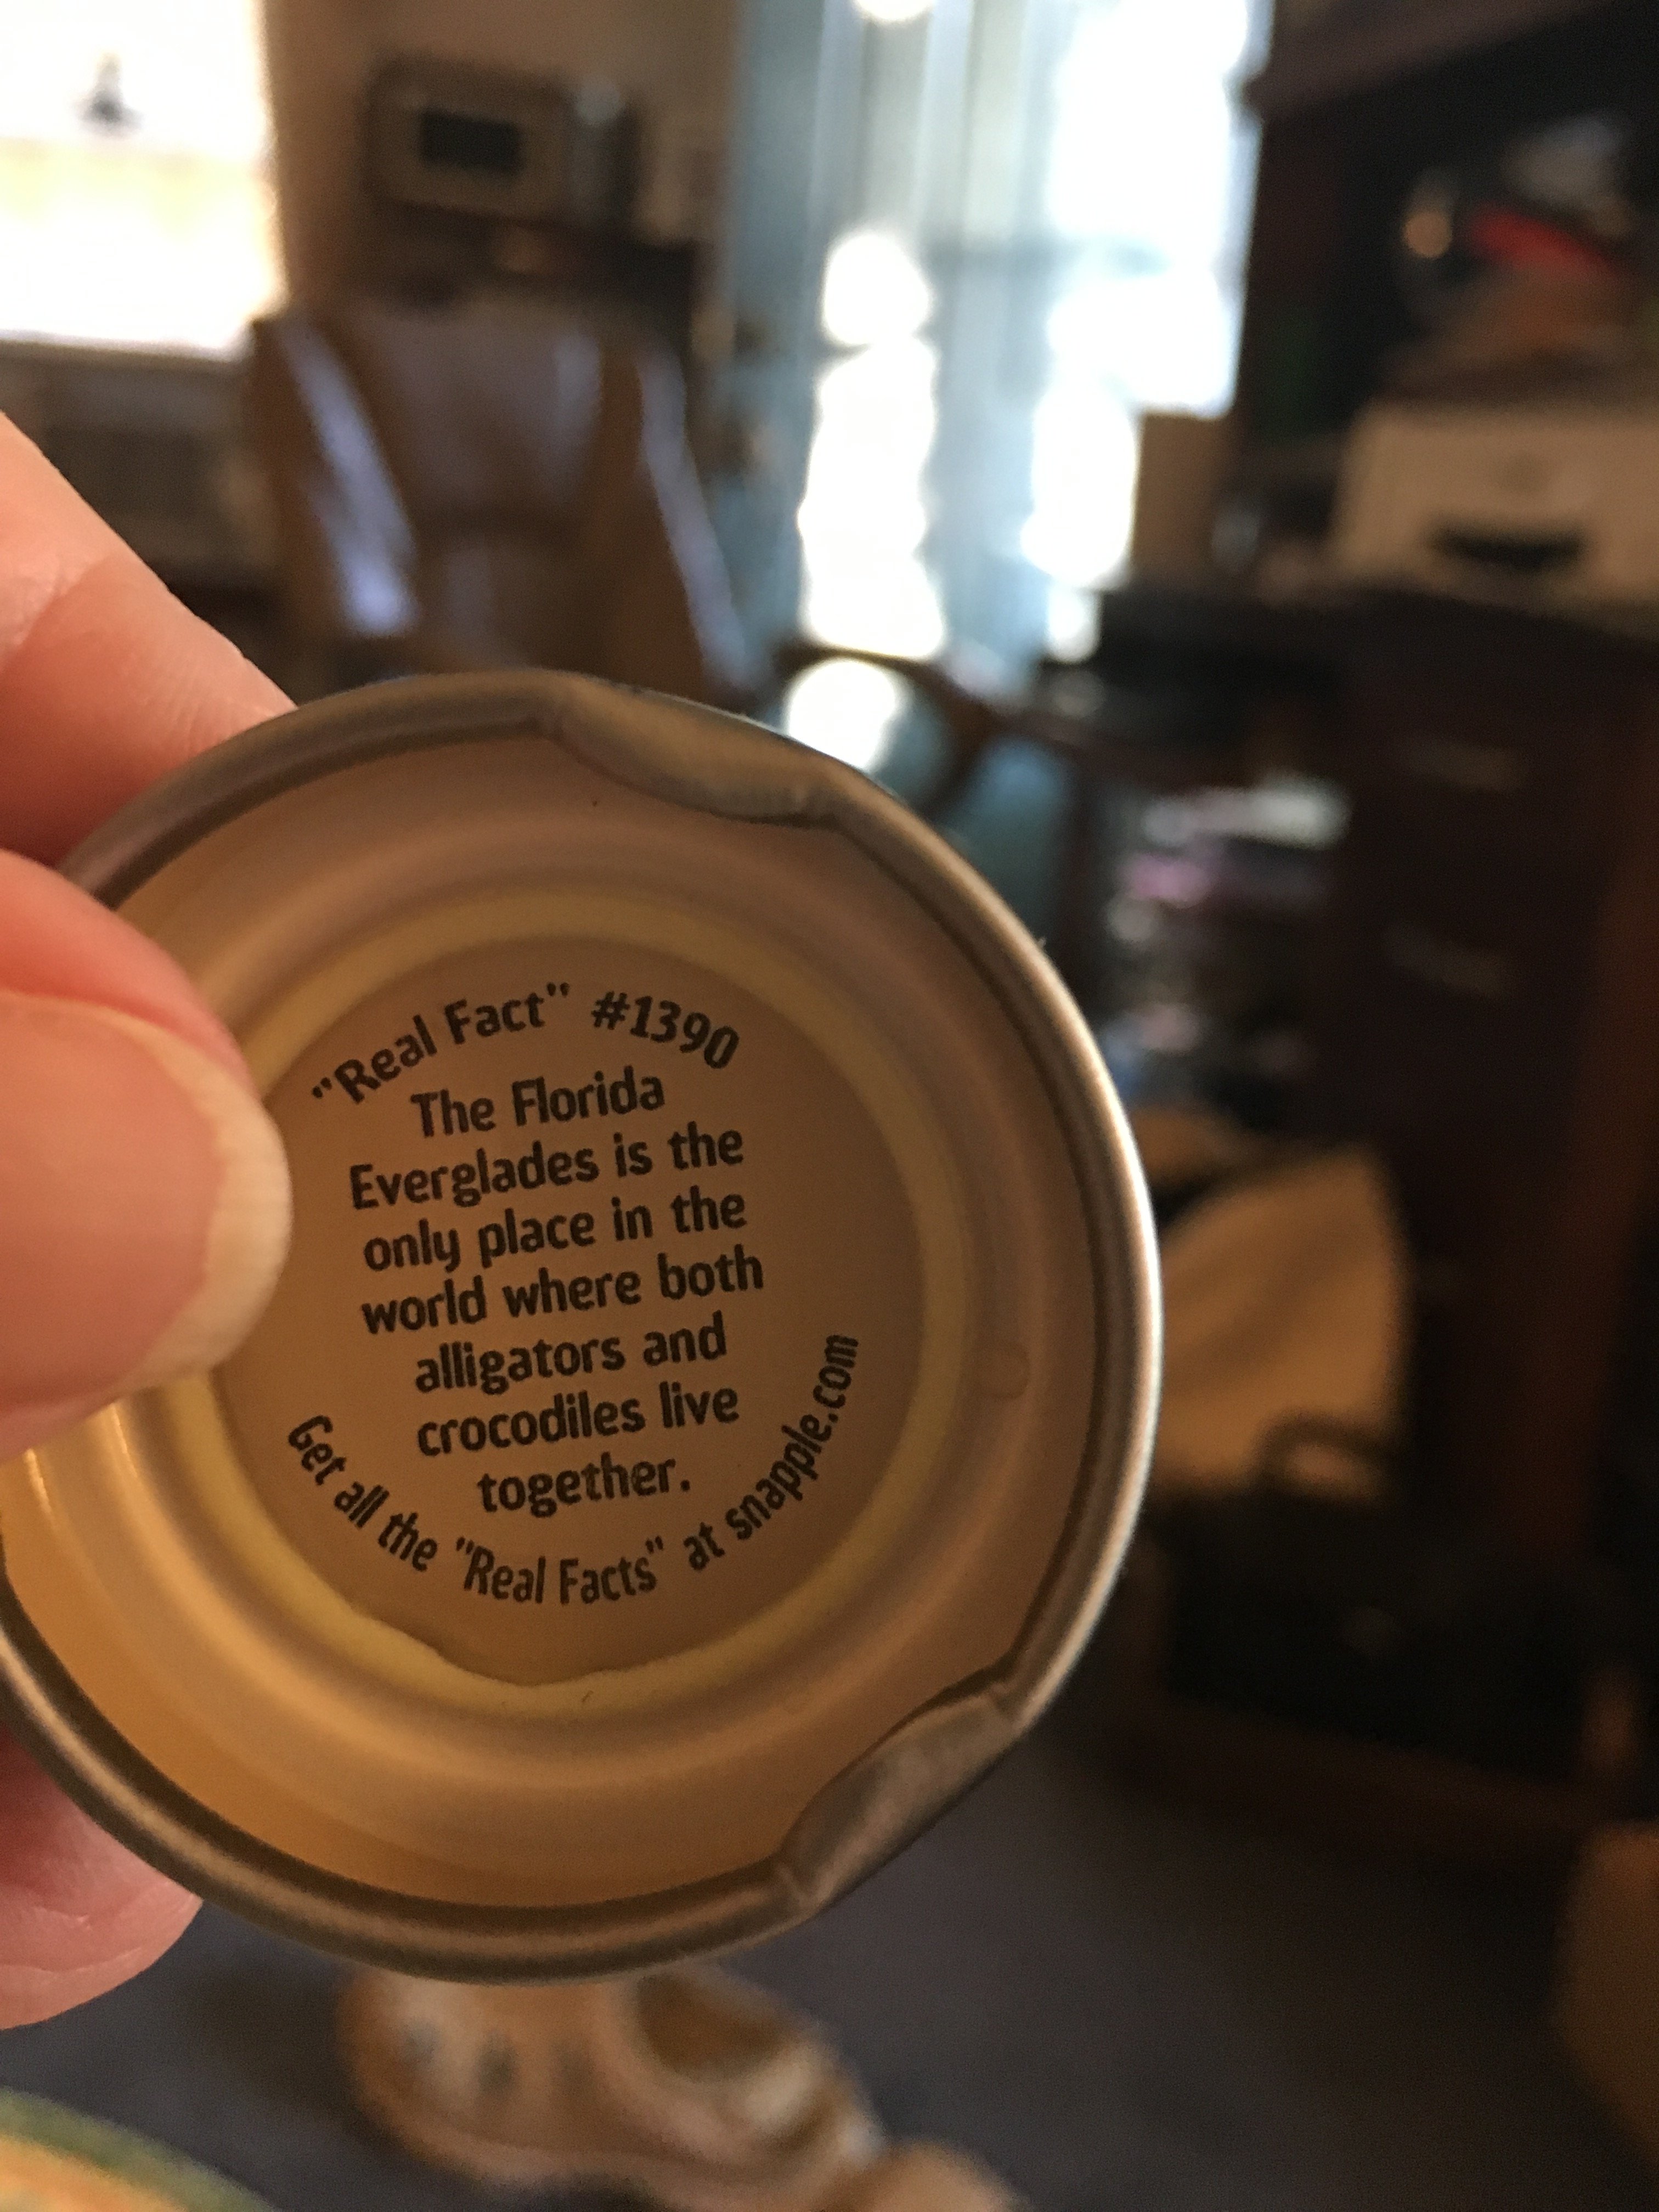 "Real Fact" #1390
The Florida
Everglades is the
only place in the
world where both
alligators and
crocodiles live
together.
Get all the "Real Facts" at snapple.com